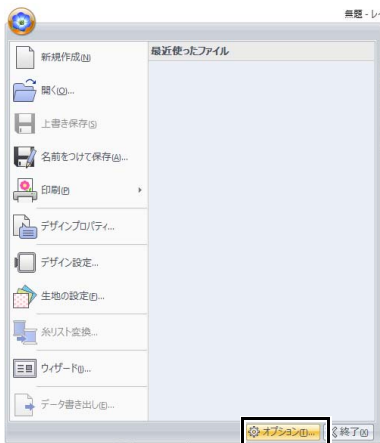 無題 - レ
最近使ったファイル
新規作成(N)
開く(O)...
上書き保存(S)
名前をつけて保存(A)...
印刷(P)
デザインプロパティ...
デザイン設定...
生地の設定(F)...
糸リスト変換...
ウィザード(W)...
データ書き出し(E)...
オプション(T)... 終了(X)